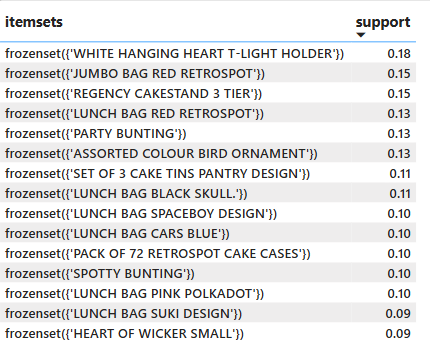 itemsets support
frozenset({'WHITE HANGING HEART T-LIGHT HOLDER'}) 0.18
frozenset({'JUMBO BAG RED RETROSPOT'}) 0.15
frozenset({'REGENCY CAKESTAND 3 TIER'}) 0.15
frozenset({'LUNCH BAG RED RETROSPOT'}) 0.13
frozenset({'PARTY BUNTING'}) 0.13
frozenset({'ASSORTED COLOUR BIRD ORNAMENT'}) 0.13
frozenset({'SET OF 3 CAKE TINS PANTRY DESIGN'}) 0.11
frozenset({'LUNCH BAG BLACK SKULL.'}) 0.11
frozenset({'LUNCH BAG SPACEBOY DESIGN'}) 0.10
frozenset({'LUNCH BAG CARS BLUE'}) 0.10
frozenset({'PACK OF 72 RETROSPOT CAKE CASES'}) 0.10
frozenset({'SPOTTY BUNTING'}) 0.10
frozenset({'LUNCH BAG PINK POLKADOT'}) 0.10
frozenset({'LUNCH BAG SUKI DESIGN'}) 0.09
frozenset({'HEART OF WICKER SMALL'}) 0.09